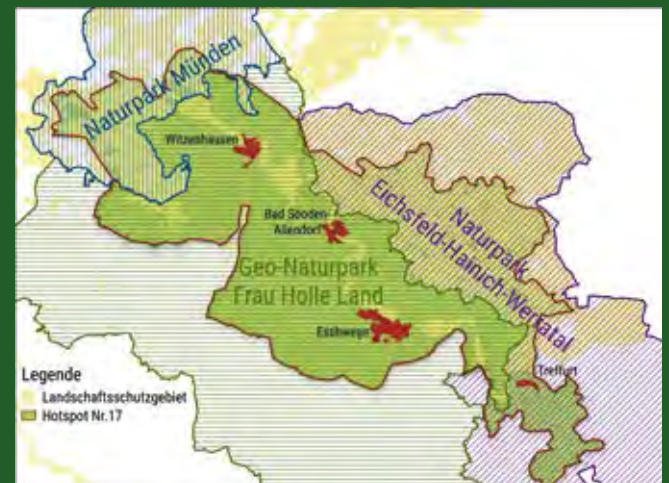 Naturpark Münden
Witzenhausen
Bad Sooden-
Allendorf
Naturpark
Eichsfeld-Hainich-Werratal
Geo-Naturpark
Frau Holle Land
Eschwege
Treffurt
Legende
Landschaftsschutzgebiet
Hotspot Nr.17